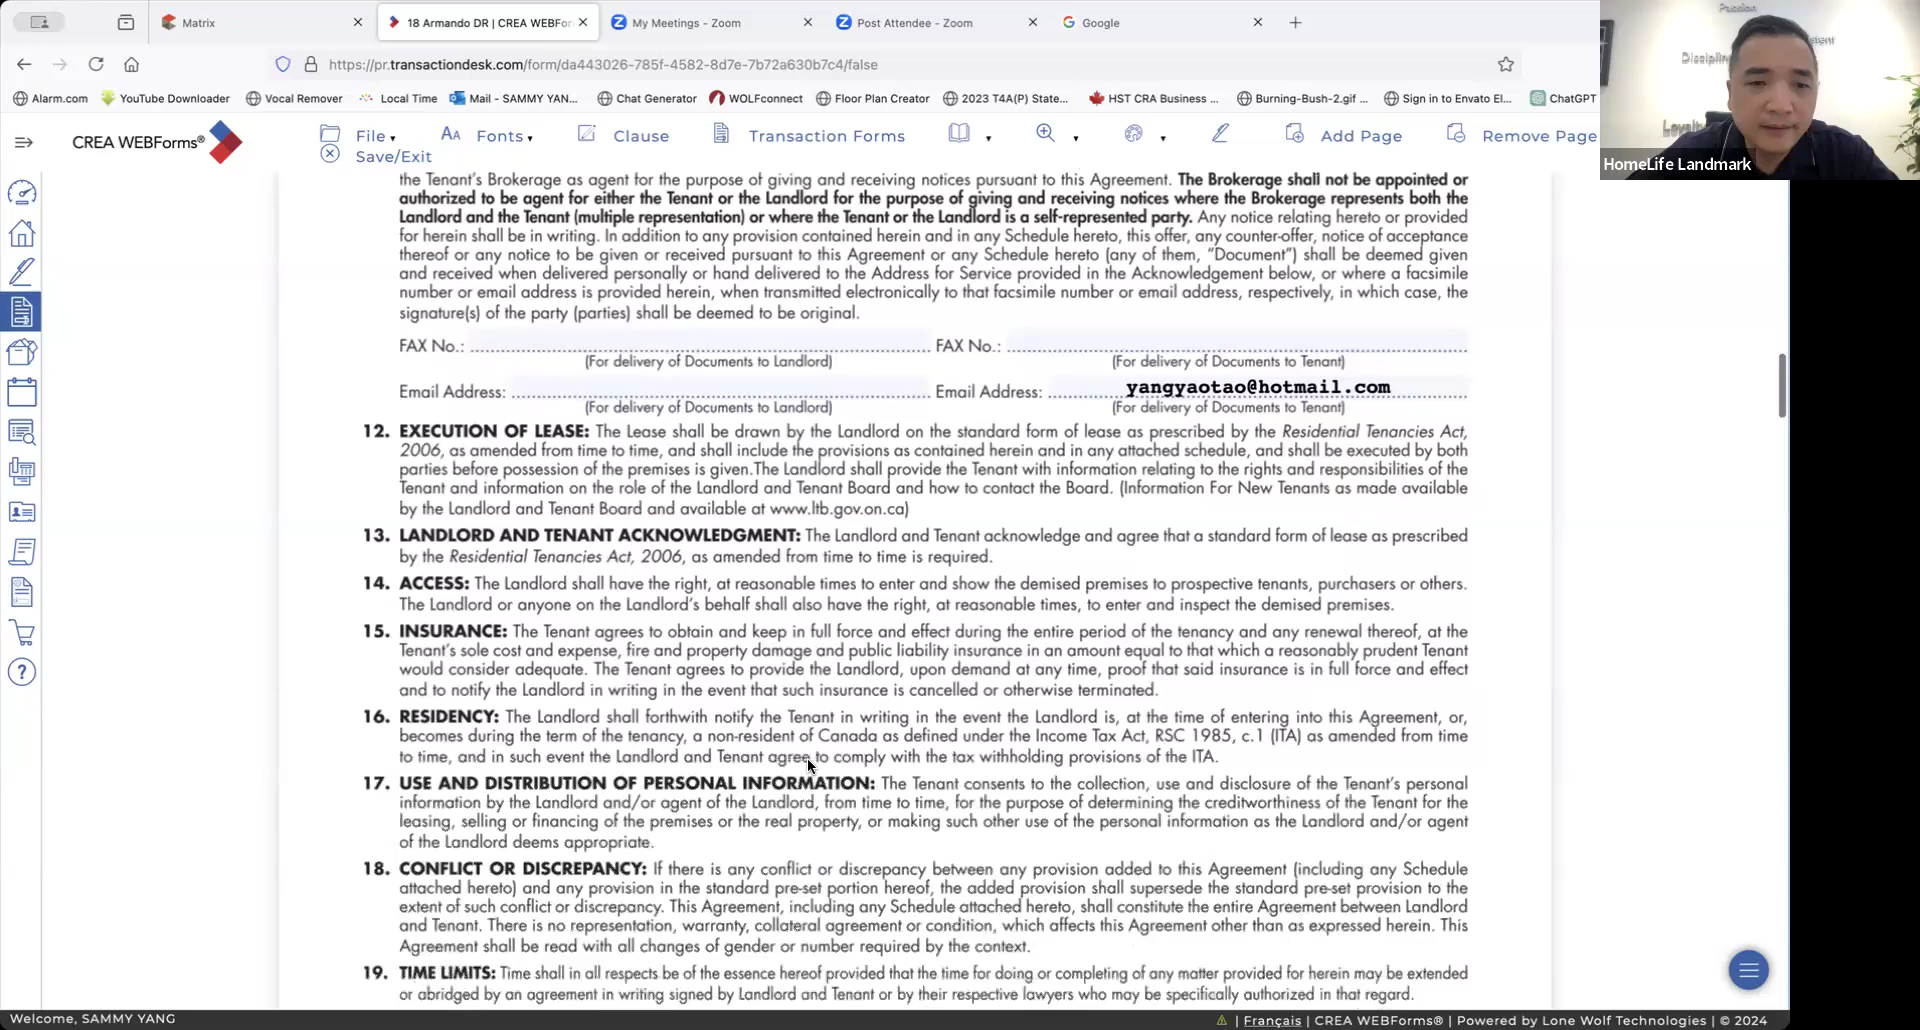 Matrix
18 Armando DR | CREA WEBFor
My Meetings - Zoom
Post Attendee - Zoom
Google
https://pr.transactiondesk.com/form/da443026-785f-4582-8d7e-7b72a630b7c4/false
Alarm.com
YouTube Downloader
Vocal Remover
Local Time
Mail - SAMMY YAN...
Chat Generator
WOLFconnect
Floor Plan Creator
2023 T4A(P) State...
HST CRA Business ...
Burning-Bush-2.gif ...
Sign in to Envato El...
ChatGPT
Passion
HomeLife Landmark
CREA WEBForms®
File
Fonts
Clause
Transaction Forms
Add Page
Remove Page
Save/Exit
the Tenant's Brokerage as agent for the purpose of giving and receiving notices pursuant to this Agreement. The Brokerage shall not be appointed or
authorized to be agent for either the Tenant or the Landlord for the purpose of giving and receiving notices where the Brokerage represents both the
Landlord and the Tenant (multiple representation) or where the Tenant or the Landlord is a self-represented party. Any notice relating hereto or provided
for herein shall be in writing. In addition to any provision contained herein and in any Schedule hereto, this offer, any counter-offer, notice of acceptance
thereof or any notice to be given or received pursuant to this Agreement or any Schedule hereto (any of them, "Document") shall be deemed given
and received when delivered personally or hand delivered to the Address for Service provided in the Acknowledgement below, or where a facsimile
number or email address is provided herein, when transmitted electronically to that facsimile number or email address, respectively, in which case, the
signature(s) of the party (parties) shall be deemed to be original.
FAX No.: FAX No.:
(For delivery of Documents to Landlord) (For delivery of Documents to Tenant)
Email Address: Email Address: yangyaotao@hotmail.com
(For delivery of Documents to Landlord) (For delivery of Documents to Tenant)
12. EXECUTION OF LEASE: The Lease shall be drawn by the Landlord on the standard form of lease as prescribed by the Residential Tenancies Act,
2006, as amended from time to time, and shall include the provisions as contained herein and in any attached schedule, and shall be executed by both
parties before possession of the premises is given.The Landlord shall provide the Tenant with information relating to the rights and responsibilities of the
Tenant and information on the role of the Landlord and Tenant Board and how to contact the Board. (Information For New Tenants as made available
by the Landlord and Tenant Board and available at www.ltb.gov.on.ca)
13. LANDLORD AND TENANT ACKNOWLEDGMENT: The Landlord and Tenant acknowledge and agree that a standard form of lease as prescribed
by the Residential Tenancies Act, 2006, as amended from time to time is required.
14. ACCESS: The Landlord shall have the right, at reasonable times to enter and show the demised premises to prospective tenants, purchasers or others.
The Landlord or anyone on the Landlord's behalf shall also have the right, at reasonable times, to enter and inspect the demised premises.
15. INSURANCE: The Tenant agrees to obtain and keep in full force and effect during the entire period of the tenancy and any renewal thereof, at the
Tenant's sole cost and expense, fire and property damage and public liability insurance in an amount equal to that which a reasonably prudent Tenant
would consider adequate. The Tenant agrees to provide the Landlord, upon demand at any time, proof that said insurance is in full force and effect
and to notify the Landlord in writing in the event that such insurance is cancelled or otherwise terminated.
16. RESIDENCY: The Landlord shall forthwith notify the Tenant in writing in the event the Landlord is, at the time of entering into this Agreement, or,
becomes during the term of the tenancy, a non-resident of Canada as defined under the Income Tax Act, RSC 1985, c.1 (ITA) as amended from time
to time, and in such event the Landlord and Tenant agree to comply with the tax withholding provisions of the ITA.
17. USE AND DISTRIBUTION OF PERSONAL INFORMATION: The Tenant consents to the collection, use and disclosure of the Tenant's personal
information by the Landlord and/or agent of the Landlord, from time to time, for the purpose of determining the creditworthiness of the Tenant for the
leasing, selling or financing of the premises or the real property, or making such other use of the personal information as the Landlord and/or agent
of the Landlord deems appropriate.
18. CONFLICT OR DISCREPANCY: If there is any conflict or discrepancy between any provision added to this Agreement (including any Schedule
attached hereto) and any provision in the standard pre-set portion hereof, the added provision shall supersede the standard pre-set provision to the
extent of such conflict or discrepancy. This Agreement, including any Schedule attached hereto, shall constitute the entire Agreement between Landlord
and Tenant. There is no representation, warranty, collateral agreement or condition, which affects this Agreement other than as expressed herein. This
Agreement shall be read with all changes of gender or number required by the context.
19. TIME LIMITS: Time shall in all respects be of the essence hereof provided that the time for doing or completing of any matter provided for herein may be extended
or abridged by an agreement in writing signed by Landlord and Tenant or by their respective lawyers who may be specifically authorized in that regard.
Welcome, SAMMY YANG
| Français | CREA WEBForms® | Powered by Lone Wolf Technologies | © 2024